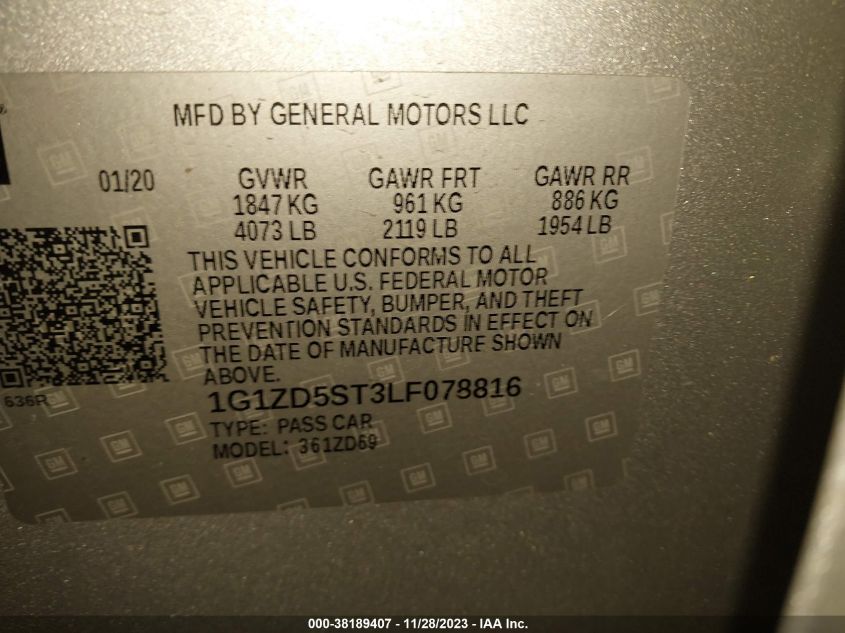 MFD BY GENERAL MOTORS LLC
01/20 GVWR GAWR FRT GAWR RR
1847 KG 961 KG 886 KG
4073 LB 2119 LB 1954 LB
THIS VEHICLE CONFORMS TO ALL
APPLICABLE U.S. FEDERAL MOTOR
VEHICLE SAFETY, BUMPER, AND THEFT
PREVENTION STANDARDS IN EFFECT ON
THE DATE OF MANUFACTURE SHOWN
ABOVE.
636R
1G1ZD5ST3LF078816
TYPE: PASS CAR
MODEL: 361ZD69
000-38189407 - 11/28/2023 - IAA Inc.